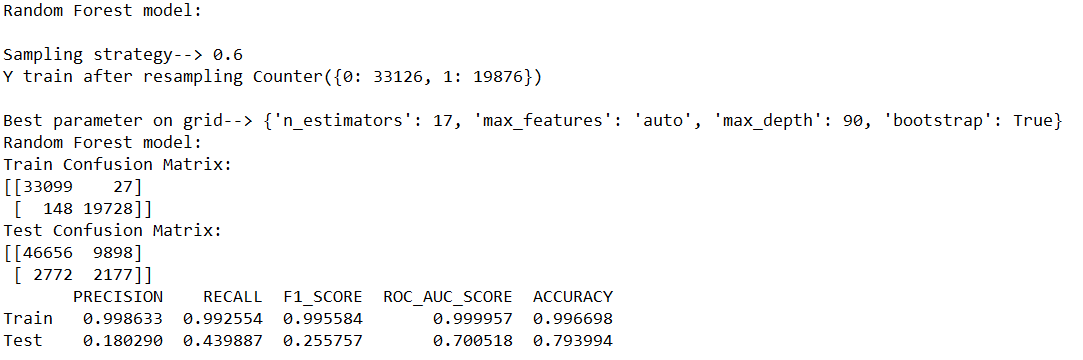 Random Forest model:
Sampling strategy--> 0.6
Y train after resampling Counter({0: 33126, 1: 19876})
Best parameter on grid--> {'n_estimators': 17, 'max_features': 'auto', 'max_depth': 90, 'bootstrap': True}
Random Forest model:
Train Confusion Matrix:
[[33099    27]
 [  148 19728]]
Test Confusion Matrix:
[[46656  9898]
 [ 2772  2177]]
       PRECISION    RECALL  F1_SCORE  ROC_AUC_SCORE  ACCURACY
Train   0.998633  0.992554  0.995584       0.999957  0.996698
Test    0.180290  0.439887  0.255757       0.700518  0.793994